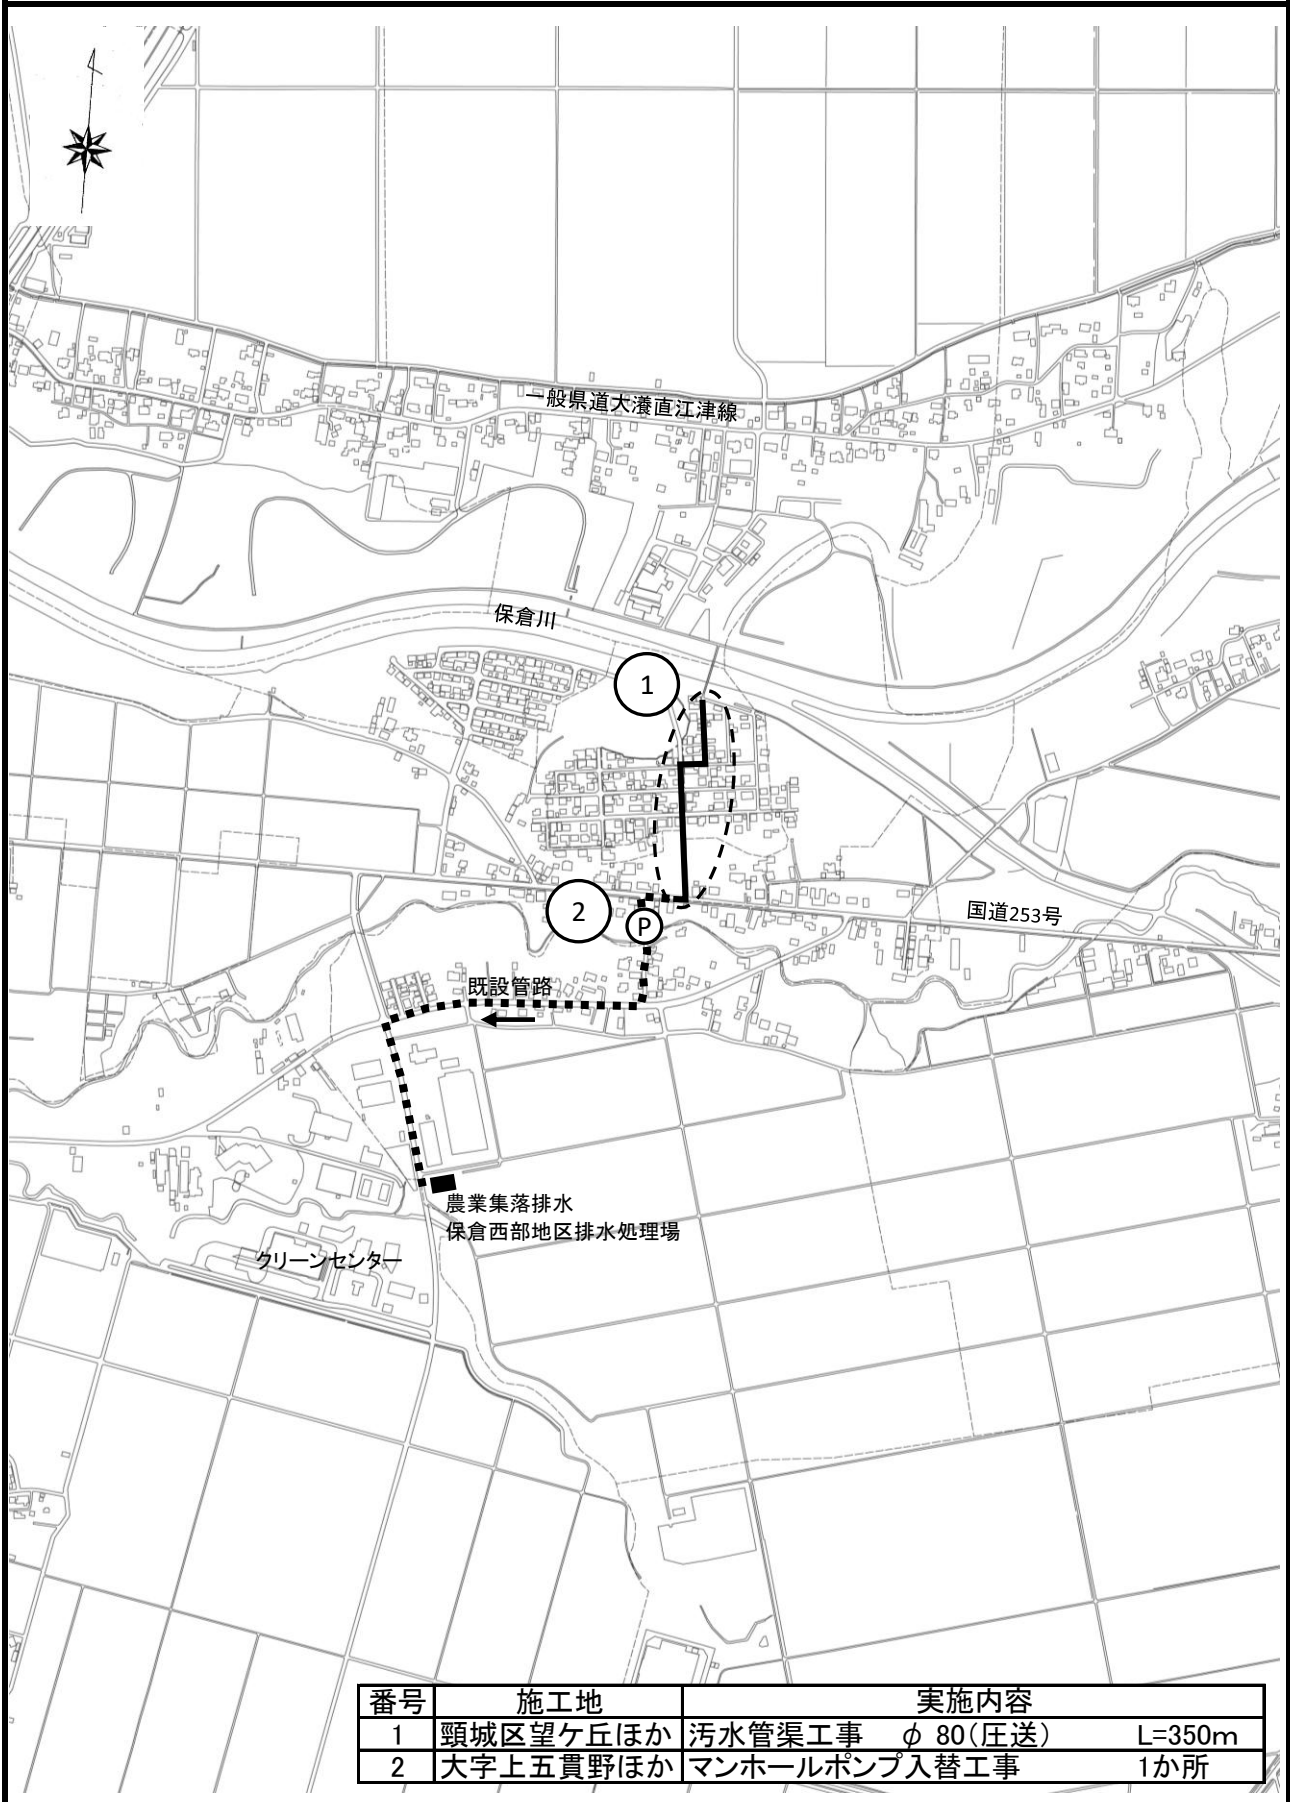 一般県道大濁直江津線
保倉川
1
2
P
国道253号
既設管路
農業集落排水
保倉西部地区排水処理場
クリーンセンター
番号 施工地 実施内容
1 頸城区望ケ丘ほか 汚水管渠工事 φ 80(圧送) L=350m
2 大字上五貫野ほか マンホールポンプ入替工事 1か所